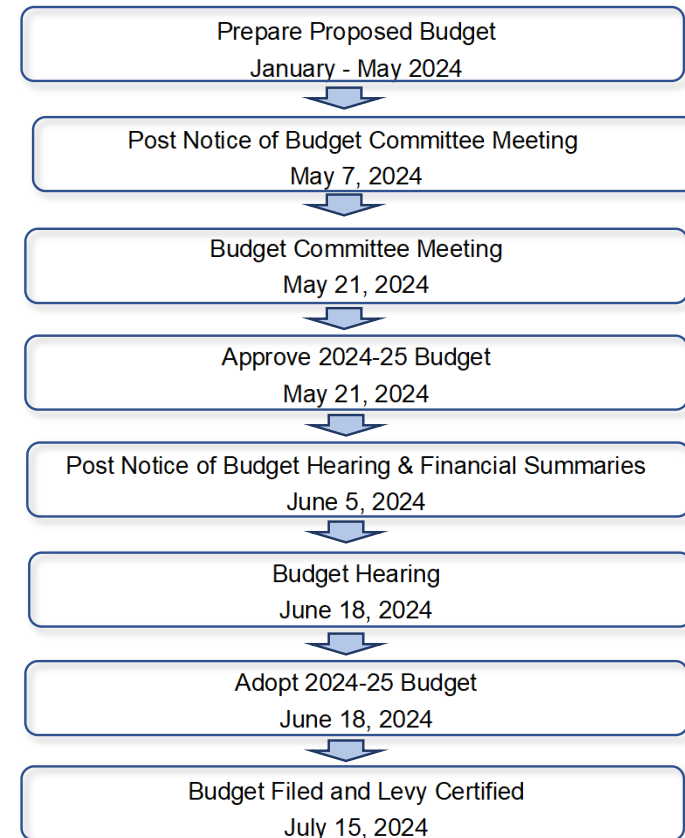 Prepare Proposed Budget
January - May 2024
Post Notice of Budget Committee Meeting
May 7, 2024
Budget Committee Meeting
May 21, 2024
Approve 2024-25 Budget
May 21, 2024
Post Notice of Budget Hearing & Financial Summaries
June 5, 2024
Budget Hearing
June 18, 2024
Adopt 2024-25 Budget
June 18, 2024
Budget Filed and Levy Certified
July 15, 2024